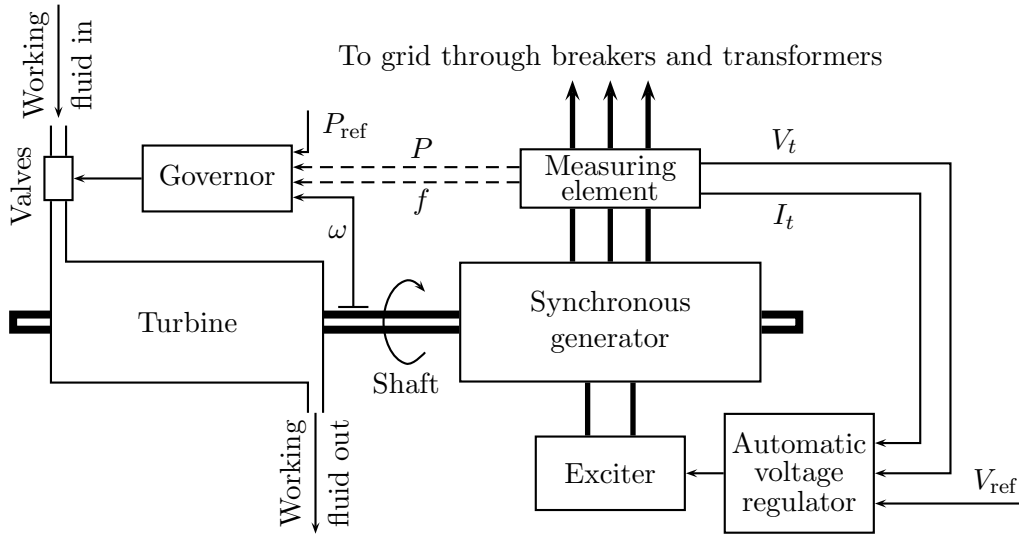 Working
fluid in
To grid through breakers and transformers
P_ref
P
V_t
Valves
Governor
Measuring
element
f
I_t
ω
Turbine
Synchronous
generator
Shaft
Working
fluid out
Exciter
Automatic
voltage
regulator
V_ref